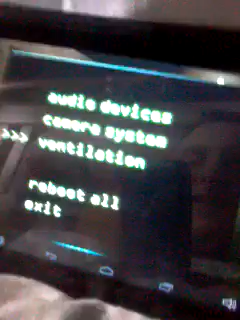 audio devices
camera system
>>> ventilation
reboot all
exit